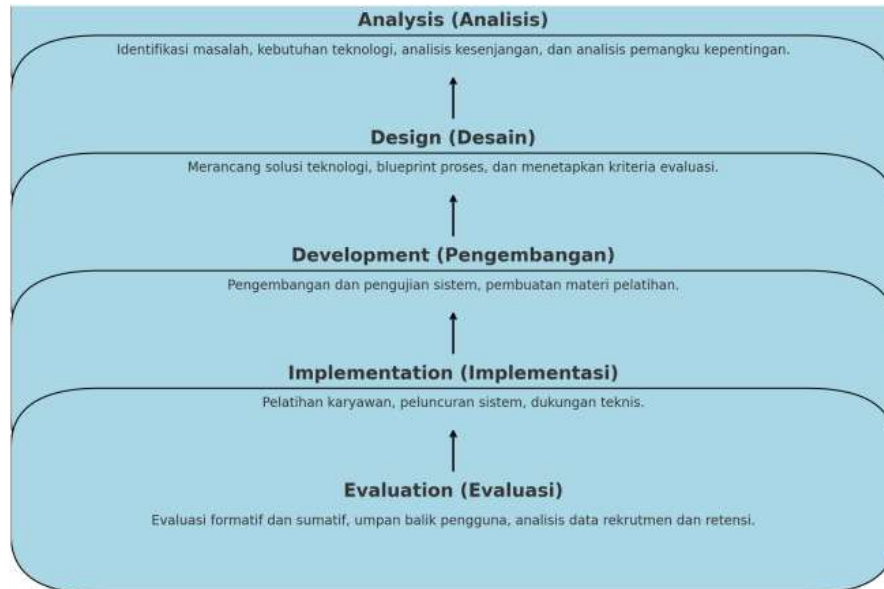 Analysis (Analisis)
Identifikasi masalah, kebutuhan teknologi, analisis kesenjangan, dan analisis pemangku kepentingan.
Design (Desain)
Merancang solusi teknologi, blueprint proses, dan menetapkan kriteria evaluasi.
Development (Pengembangan)
Pengembangan dan pengujian sistem, pembuatan materi pelatihan.
Implementation (Implementasi)
Pelatihan karyawan, peluncuran sistem, dukungan teknis.
Evaluation (Evaluasi)
Evaluasi formatif dan sumatif, umpan balik pengguna, analisis data rekrutmen dan retensi.